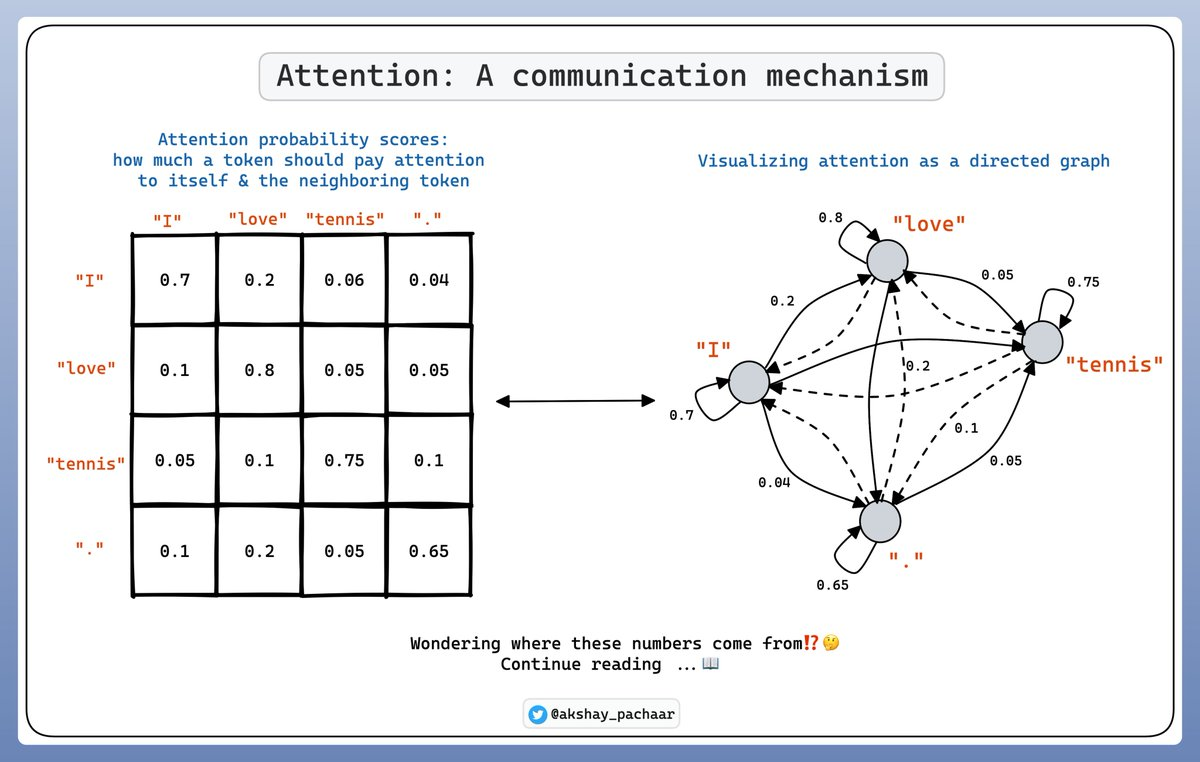 Attention: A communication mechanism
Attention probability scores:
how much a token should pay attention
to itself & the neighboring token
"I" "love" "tennis" "."
"I" 0.7 0.2 0.06 0.04
"love" 0.1 0.8 0.05 0.05
"tennis" 0.05 0.1 0.75 0.1
"." 0.1 0.2 0.05 0.65
Visualizing attention as a directed graph
0.8 "love"
0.05
0.75
0.2
"I"
"tennis"
0.2
0.7
0.1
0.05
0.04
"."
0.65
Wondering where these numbers come from⁉️🤔
Continue reading ...📖
@akshay_pachaar